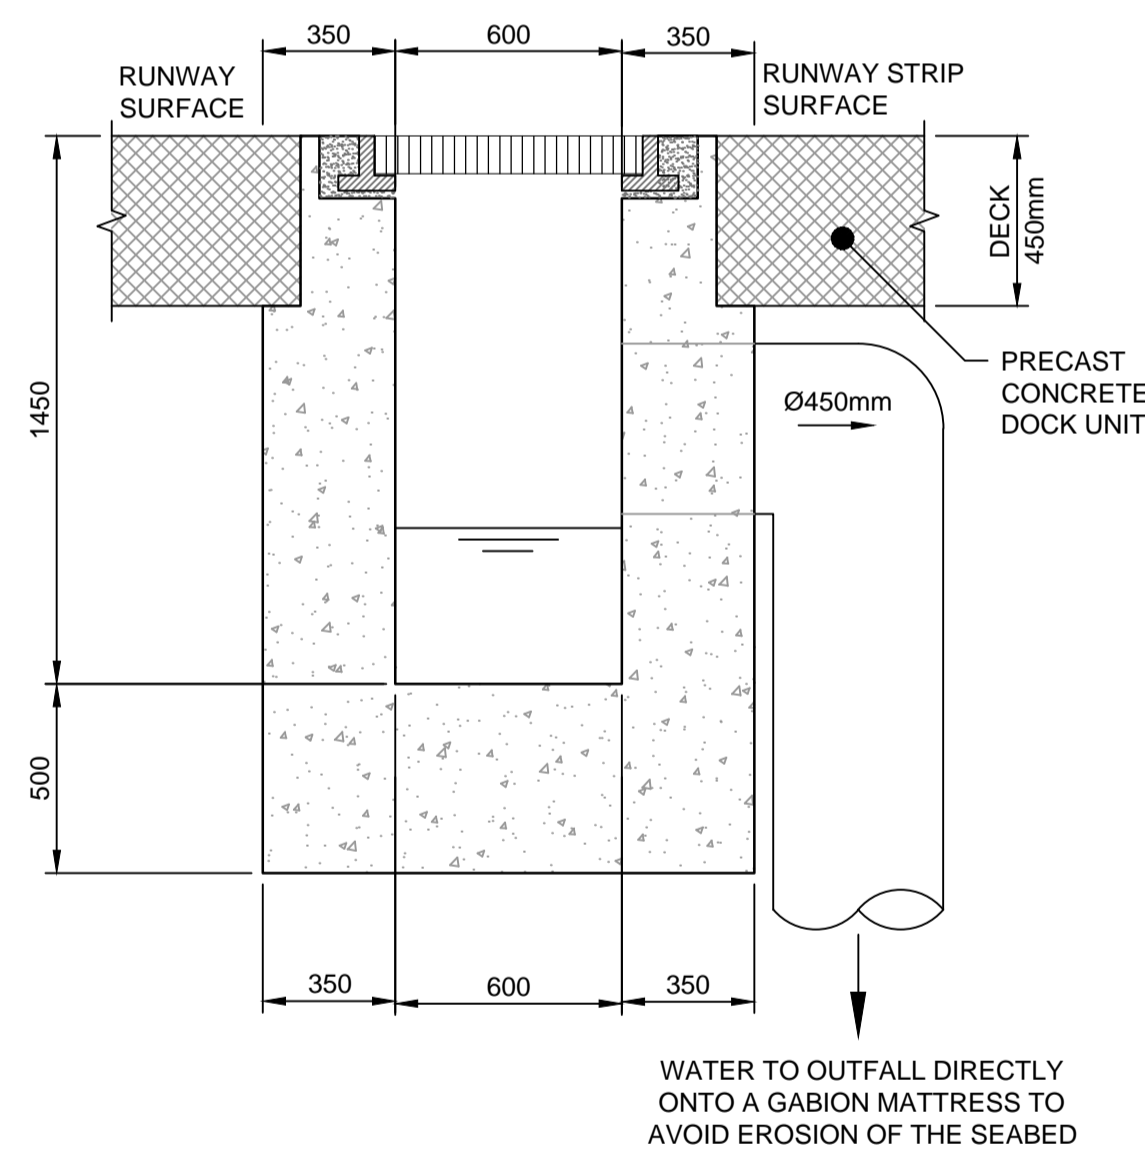 350
600
350
RUNWAY
SURFACE
RUNWAY STRIP
SURFACE
DECK
450mm
1450
Ø450mm
PRECAST
CONCRETE
DOCK UNIT
500
350
600
350
WATER TO OUTFALL DIRECTLY
ONTO A GABION MATTRESS TO
AVOID EROSION OF THE SEABED